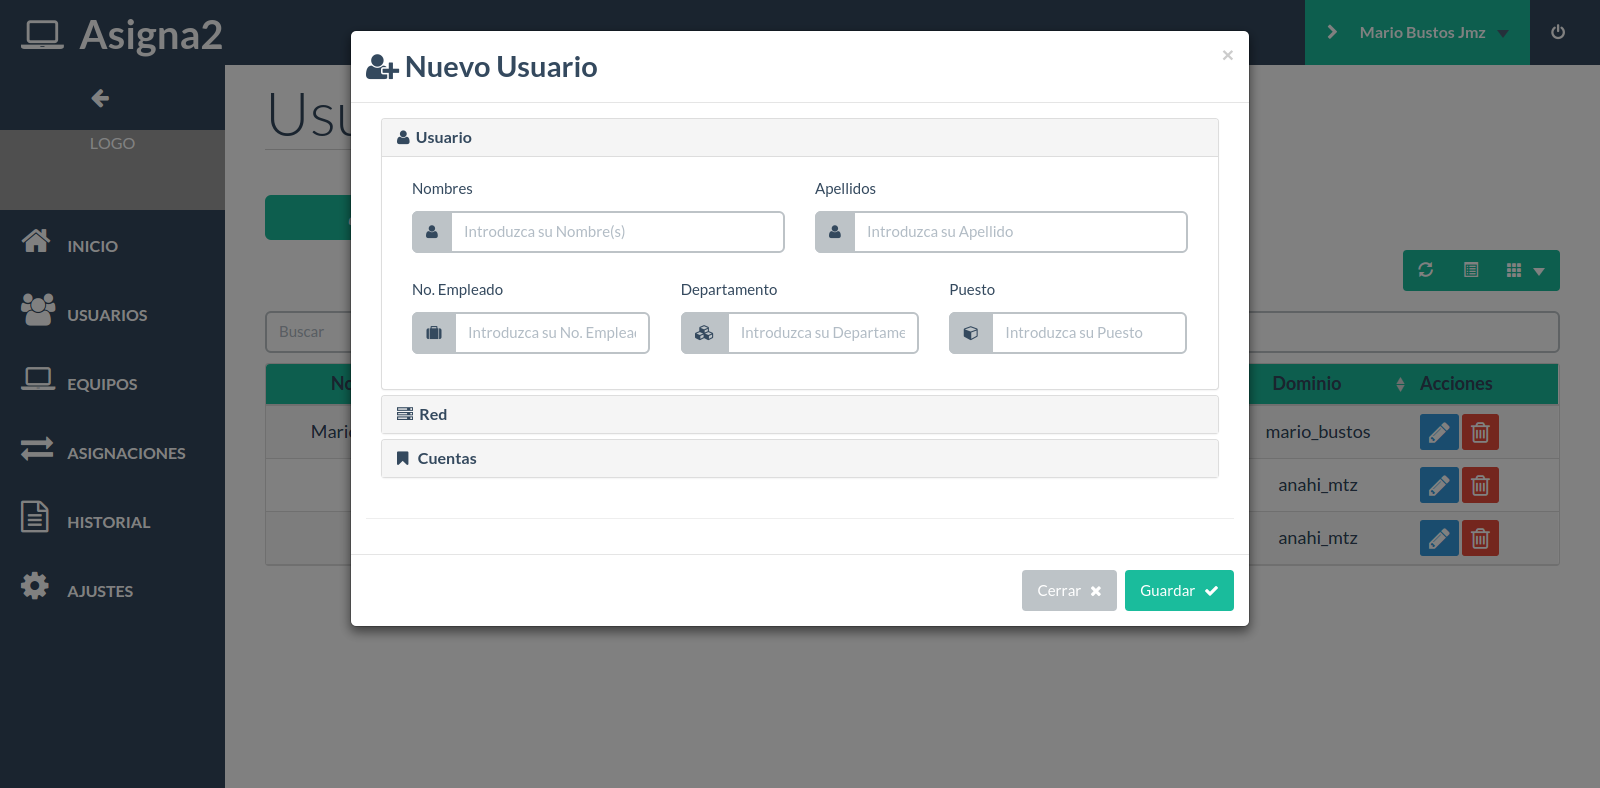 Asigna2
Mario Bustos Jmz
Nuevo Usuario
×
LOGO
INICIO
USUARIOS
EQUIPOS
ASIGNACIONES
HISTORIAL
AJUSTES
Usuario
Nombres
Apellidos
Introduzca su Nombre(s)
Introduzca su Apellido
No. Empleado
Departamento
Puesto
Introduzca su No. Emplea
Introduzca su Departame
Introduzca su Puesto
Red
Cuentas
Cerrar
Guardar
Usu
Buscar
No
Dominio
Acciones
Mari
mario_bustos
anahi_mtz
anahi_mtz